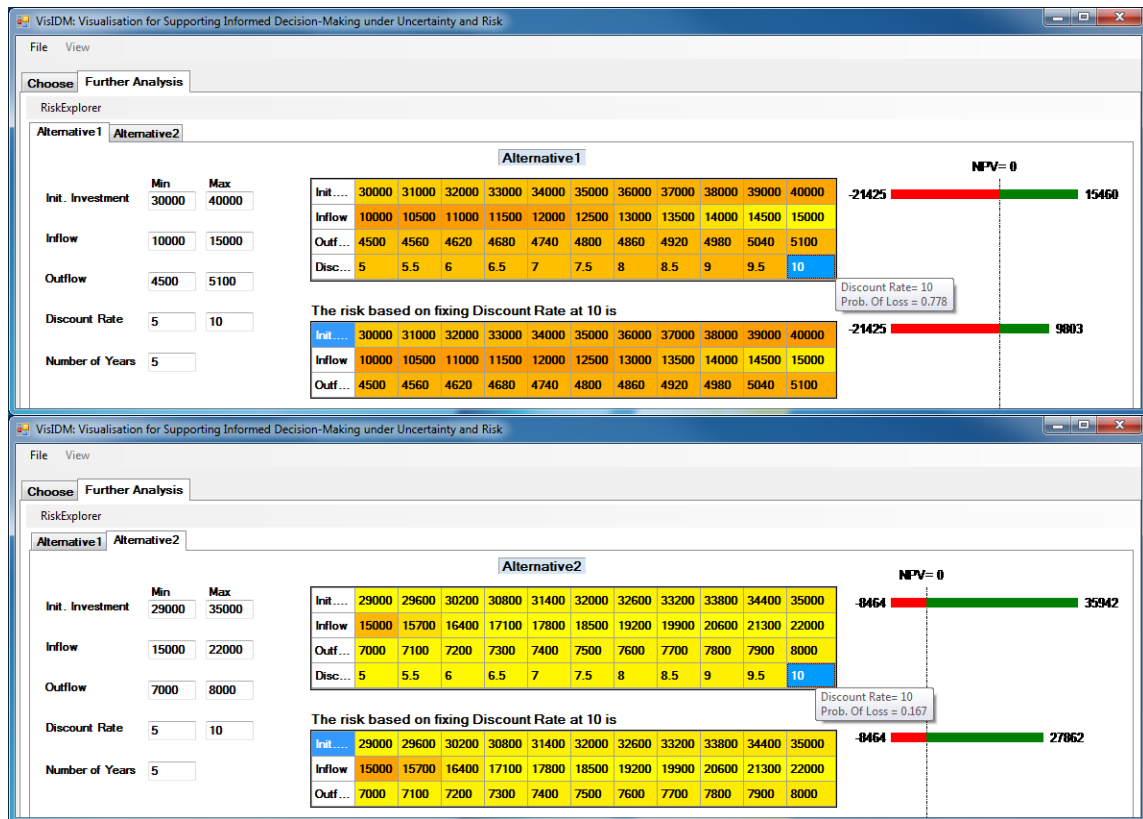 VisIDM: Visualisation for Supporting Informed Decision-Making under Uncertainty and Risk
File View
Choose Further Analysis
RiskExplorer
Alternative1 Alternative2
Alternative1
NPV= 0
Min Max
Init. Investment 30000 40000
Inflow 10000 15000
Outflow 4500 5100
Discount Rate 5 10
Number of Years 5
Init.... 30000 31000 32000 33000 34000 35000 36000 37000 38000 39000 40000
Inflow 10000 10500 11000 11500 12000 12500 13000 13500 14000 14500 15000
Outf... 4500 4560 4620 4680 4740 4800 4860 4920 4980 5040 5100
Disc... 5 5.5 6 6.5 7 7.5 8 8.5 9 9.5 10
-21425 15460
Discount Rate= 10
Prob. Of Loss = 0.778
The risk based on fixing Discount Rate at 10 is
Init.... 30000 31000 32000 33000 34000 35000 36000 37000 38000 39000 40000
Inflow 10000 10500 11000 11500 12000 12500 13000 13500 14000 14500 15000
Outf... 4500 4560 4620 4680 4740 4800 4860 4920 4980 5040 5100
-21425 9803
VisIDM: Visualisation for Supporting Informed Decision-Making under Uncertainty and Risk
File View
Choose Further Analysis
RiskExplorer
Alternative1 Alternative2
Alternative2
NPV= 0
Min Max
Init. Investment 29000 35000
Inflow 15000 22000
Outflow 7000 8000
Discount Rate 5 10
Number of Years 5
Init.... 29000 29600 30200 30800 31400 32000 32600 33200 33800 34400 35000
Inflow 15000 15700 16400 17100 17800 18500 19200 19900 20600 21300 22000
Outf... 7000 7100 7200 7300 7400 7500 7600 7700 7800 7900 8000
Disc... 5 5.5 6 6.5 7 7.5 8 8.5 9 9.5 10
-8464 35942
Discount Rate= 10
Prob. Of Loss = 0.167
The risk based on fixing Discount Rate at 10 is
Init.... 29000 29600 30200 30800 31400 32000 32600 33200 33800 34400 35000
Inflow 15000 15700 16400 17100 17800 18500 19200 19900 20600 21300 22000
Outf... 7000 7100 7200 7300 7400 7500 7600 7700 7800 7900 8000
-8464 27862